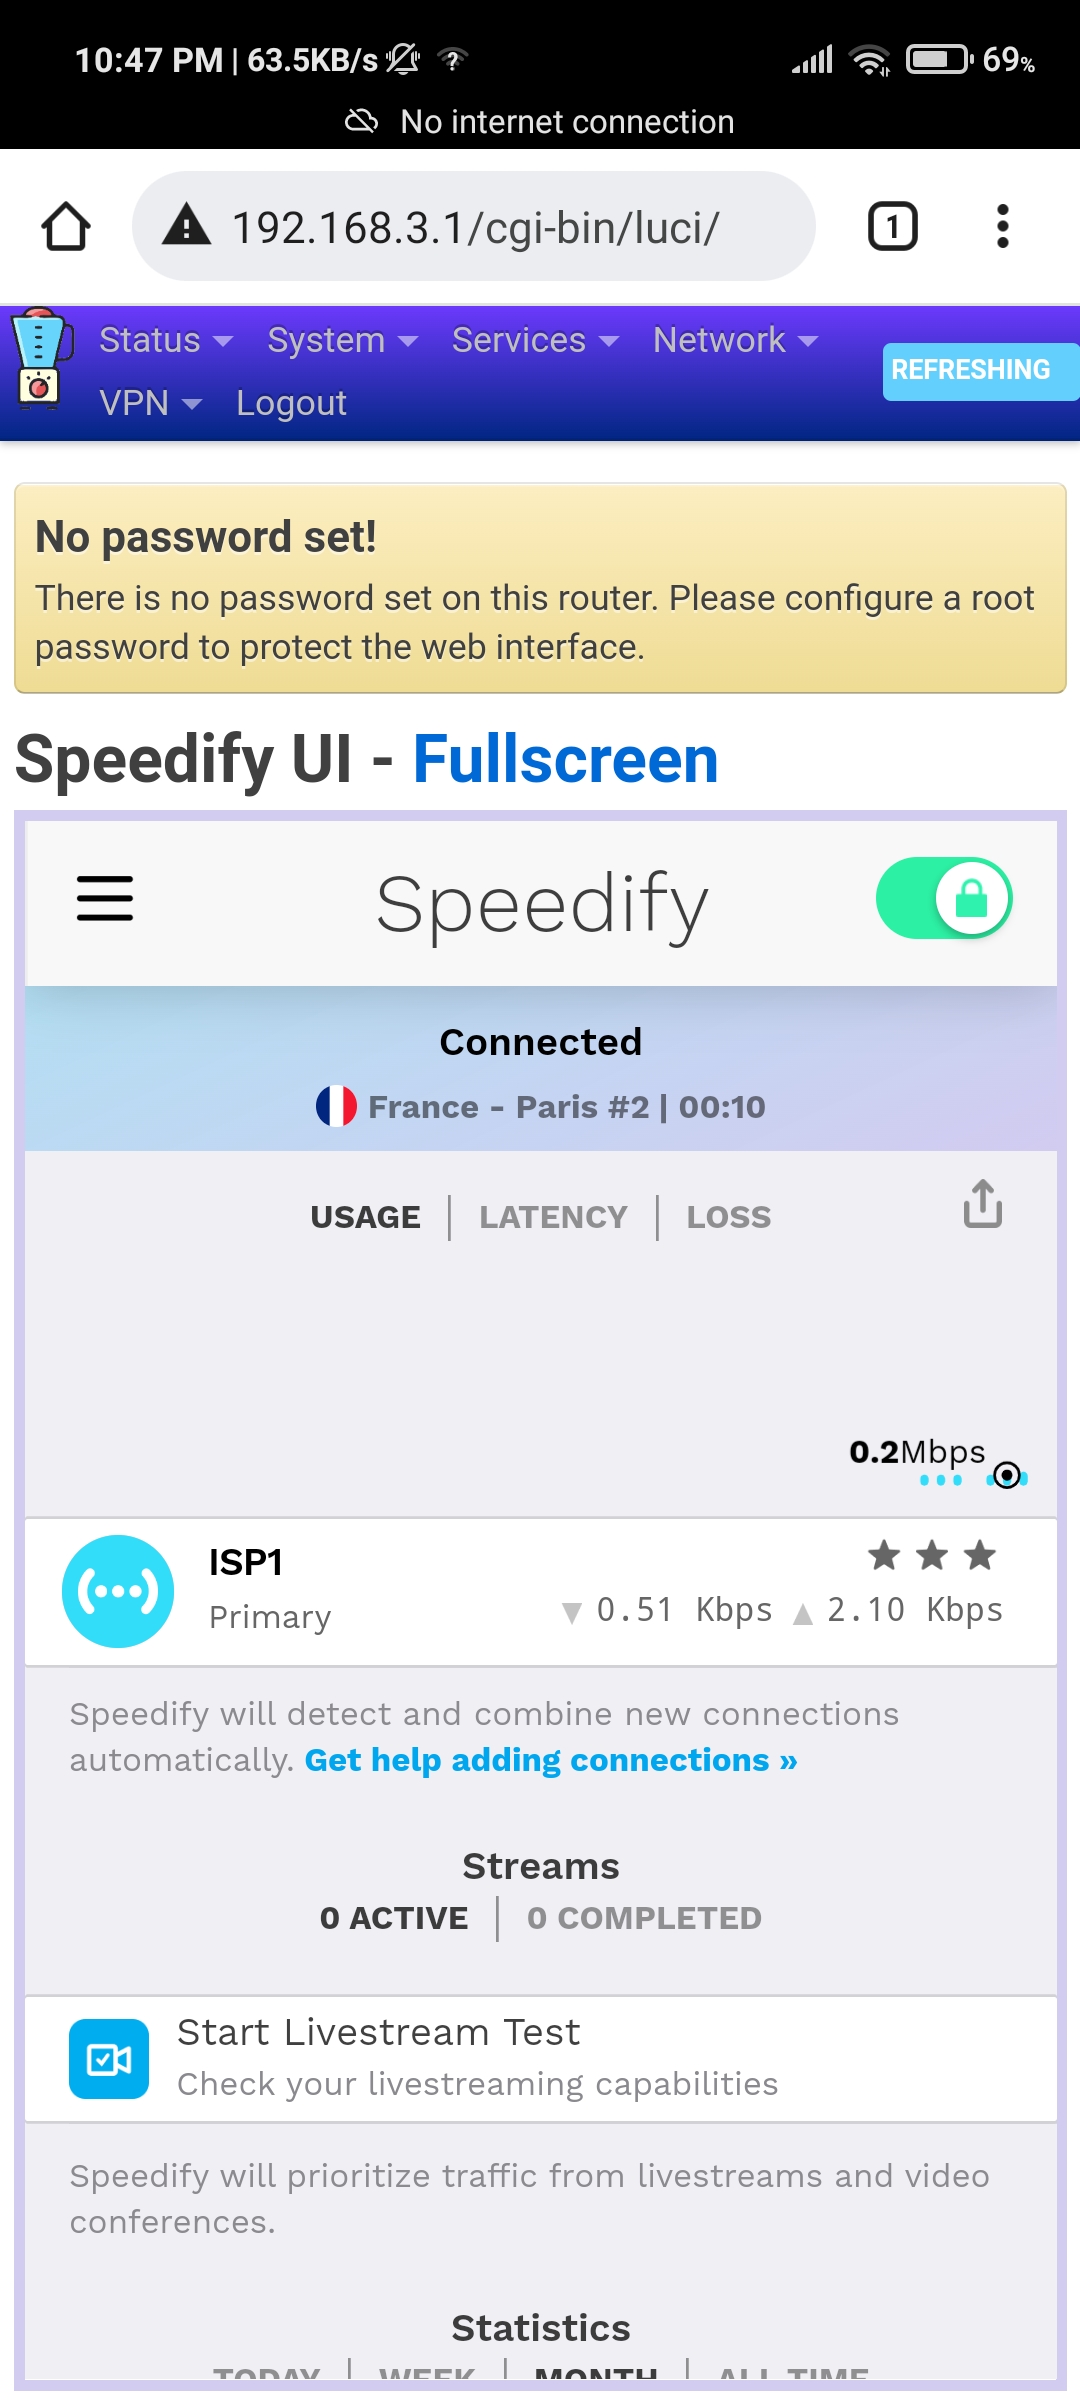 10:47 PM | 63.5KB/s
69%
No internet connection
192.168.3.1/cgi-bin/luci/
1
Status System Services Network
VPN Logout
REFRESHING
No password set!
There is no password set on this router. Please configure a root
password to protect the web interface.
Speedify UI - Fullscreen
Speedify
Connected
France - Paris #2 | 00:10
USAGE | LATENCY | LOSS
0.2Mbps
ISP1
Primary
0.51 Kbps 2.10 Kbps
Speedify will detect and combine new connections
automatically. Get help adding connections »
Streams
0 ACTIVE | 0 COMPLETED
Start Livestream Test
Check your livestreaming capabilities
Speedify will prioritize traffic from livestreams and video
conferences.
Statistics
TODAY | WEEK | MONTH | ALL TIME